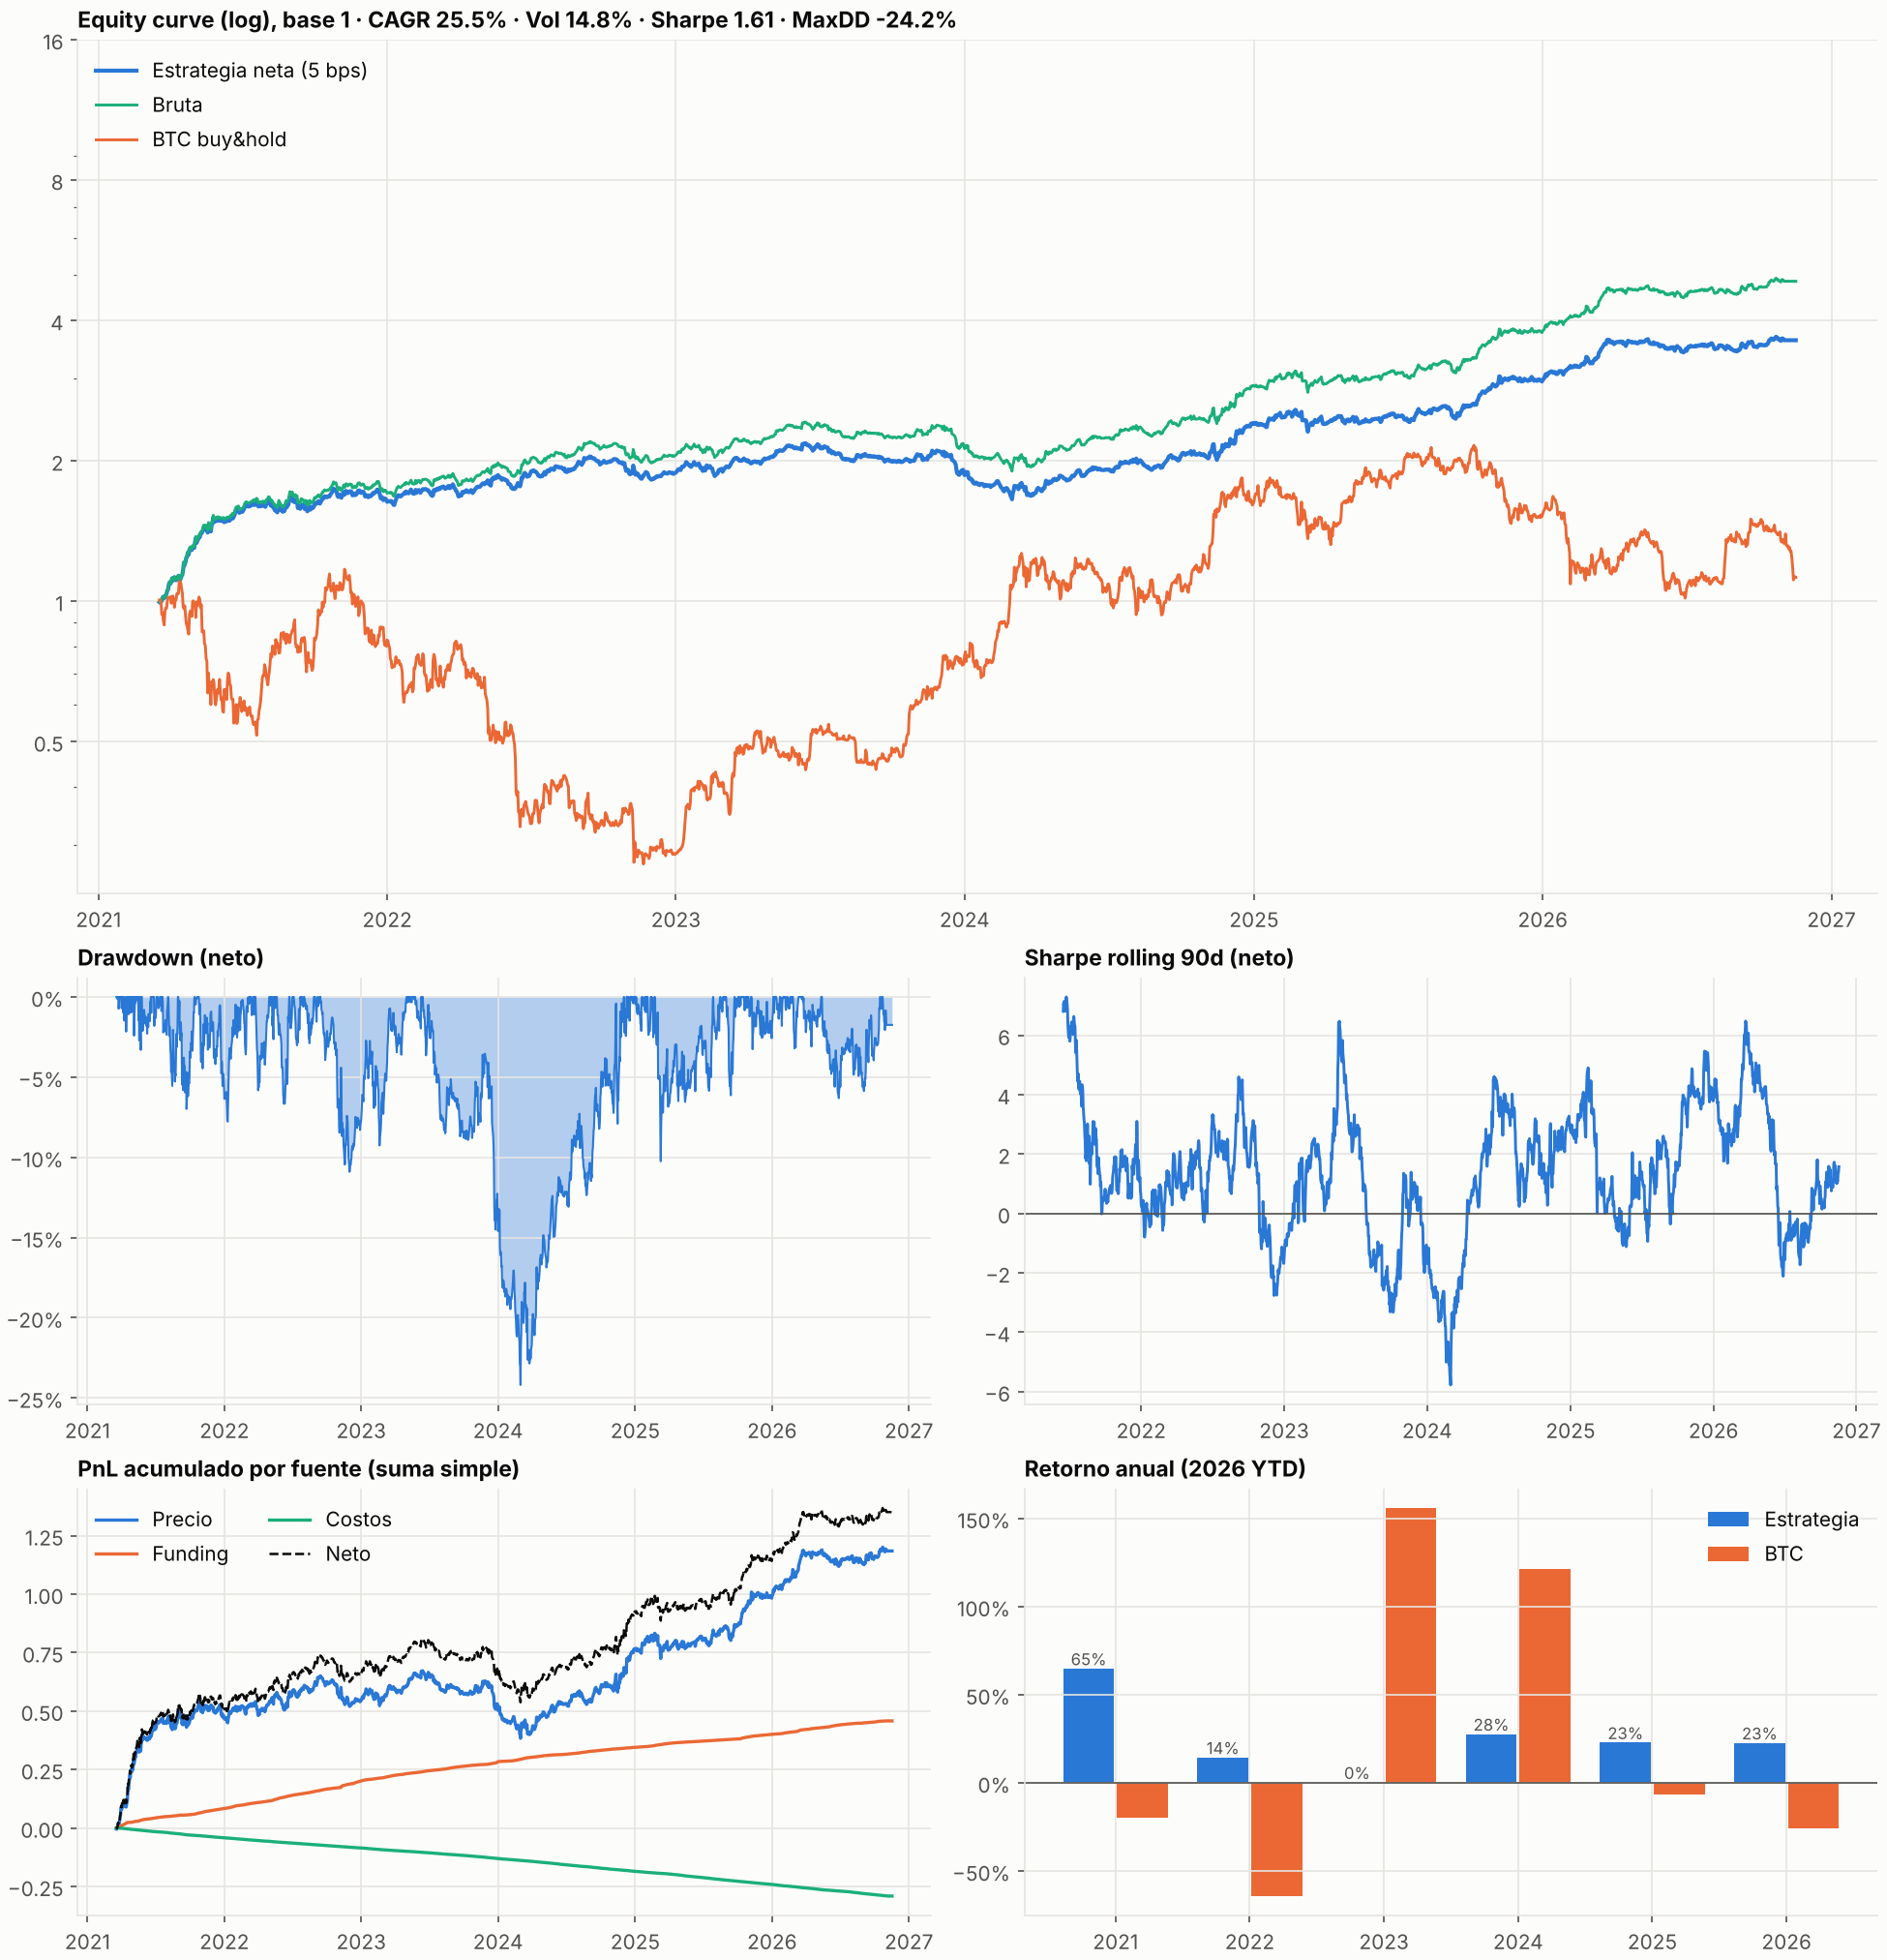 Equity curve (log), base 1 · CAGR 25.5% · Vol 14.8% · Sharpe 1.61 · MaxDD -24.2%
16
8
4
2
1
0.5
Estrategia neta (5 bps)
Bruta
BTC buy&hold
2021 2022 2023 2024 2025 2026 2027
Drawdown (neto)
0%
−5%
−10%
−15%
−20%
−25%
2021 2022 2023 2024 2025 2026 2027
Sharpe rolling 90d (neto)
6
4
2
0
−2
−4
−6
2022 2023 2024 2025 2026 2027
PnL acumulado por fuente (suma simple)
Precio Costos
Funding Neto
1.25
1.00
0.75
0.50
0.25
0.00
−0.25
2021 2022 2023 2024 2025 2026 2027
Retorno anual (2026 YTD)
Estrategia
BTC
150%
100%
50%
0%
−50%
65%
14%
0%
28%
23%
23%
2021 2022 2023 2024 2025 2026